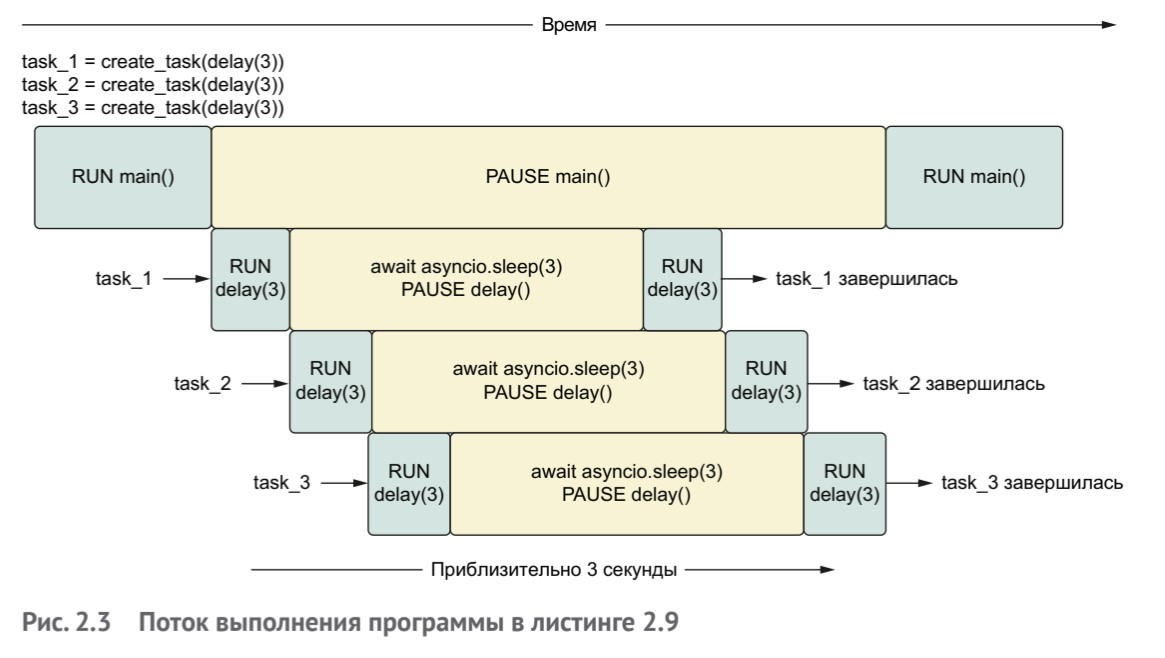 Время
task_1 = create_task(delay(3))
task_2 = create_task(delay(3))
task_3 = create_task(delay(3))
RUN main()
PAUSE main()
RUN main()
task_1
RUN
delay(3)
await asyncio.sleep(3)
PAUSE delay()
RUN
delay(3)
task_1 завершилась
task_2
RUN
delay(3)
await asyncio.sleep(3)
PAUSE delay()
RUN
delay(3)
task_2 завершилась
task_3
RUN
delay(3)
await asyncio.sleep(3)
PAUSE delay()
RUN
delay(3)
task_3 завершилась
Приблизительно 3 секунды
Рис. 2.3 Поток выполнения программы в листинге 2.9